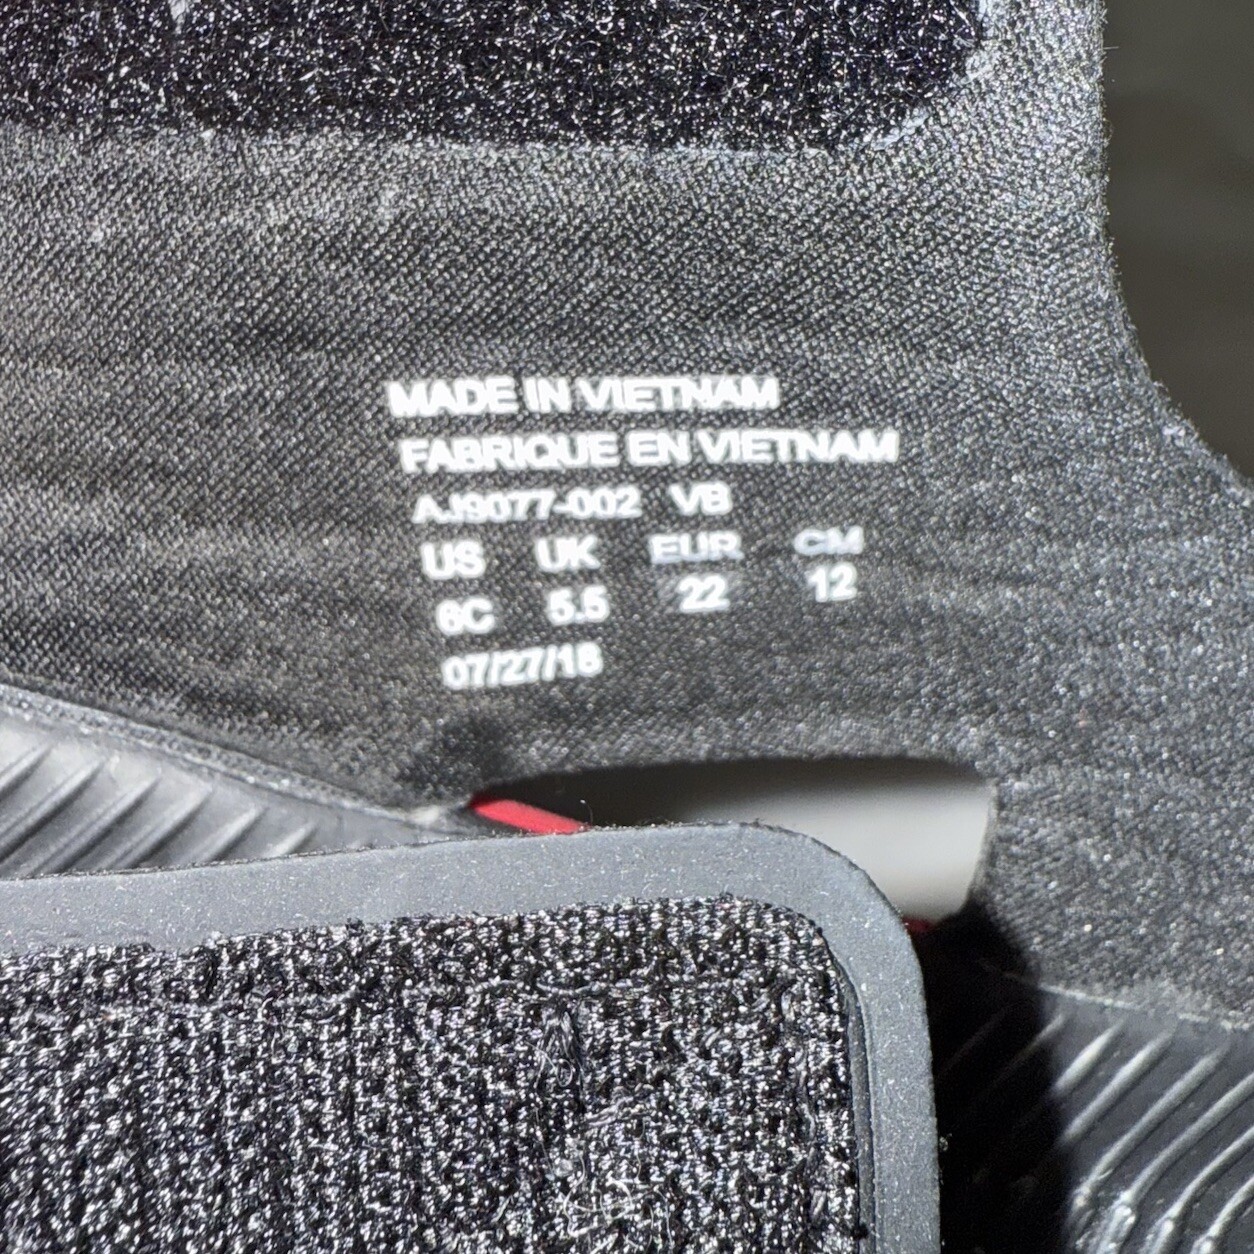 MADE IN VIETNAM
FABRIQUE EN VIETNAM
AJ9077-002 VB
US UK EUR CM
6C 5.5 22 12
07/27/18